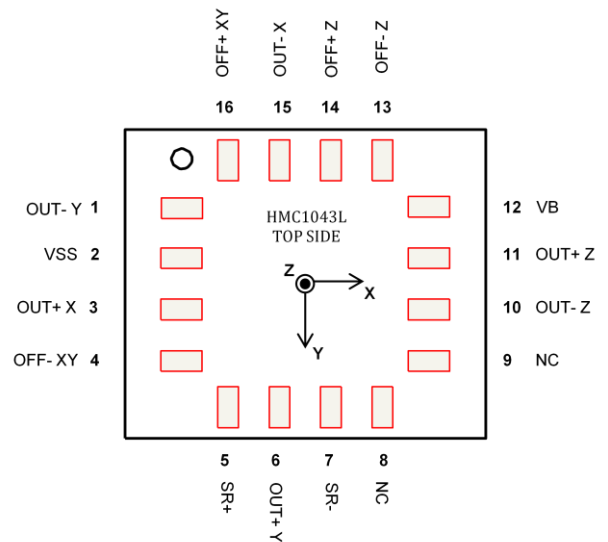 OFF+ XY
OUT- X
OFF+ Z
OFF- Z
16 15 14 13
OUT- Y 1
VSS 2
OUT+ X 3
OFF- XY 4
HMC1043L
TOP SIDE
Z
X
Y
12 VB
11 OUT+ Z
10 OUT- Z
9 NC
5 6 7 8
SR+
OUT+ Y
SR-
NC